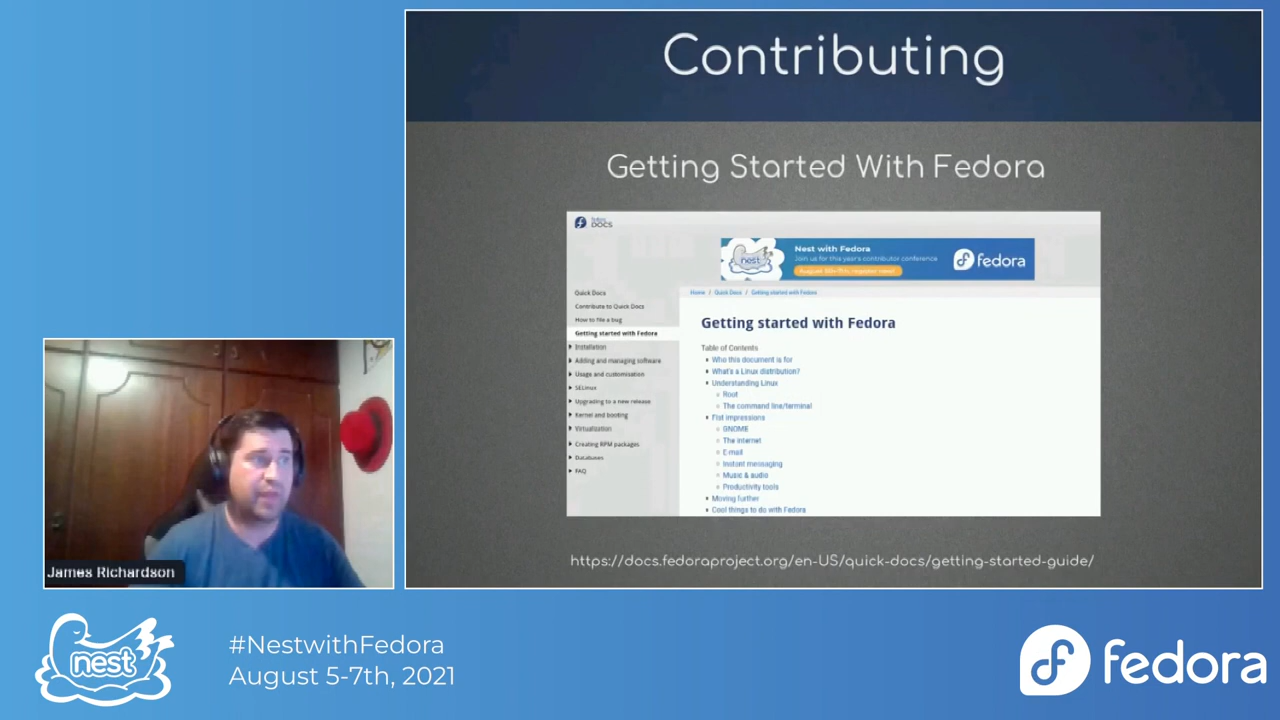 Contributing
Getting Started With Fedora
fedora DOCS
nest
Nest with Fedora
Join us for this year's contributor conference
fedora
Home / Quick Docs / Getting started with Fedora
Quick Docs
Contribute to Quick Docs
How to file a bug
Getting started with Fedora
Installation
Adding and managing software
Usage and customisation
SELinux
Upgrading to a new release
Kernel and booting
Virtualization
Creating RPM packages
Databases
FAQ
Getting started with Fedora
Table of Contents
Who this document is for
What's a Linux distribution?
Understanding Linux
Root
The command line/terminal
Fist impressions
GNOME
The internet
E-mail
Instant messaging
Music & audio
Productivity tools
Moving further
Cool things to do with Fedora
https://docs.fedoraproject.org/en-US/quick-docs/getting-started-guide/
James Richardson
nest
#NestwithFedora
August 5-7th, 2021
fedora